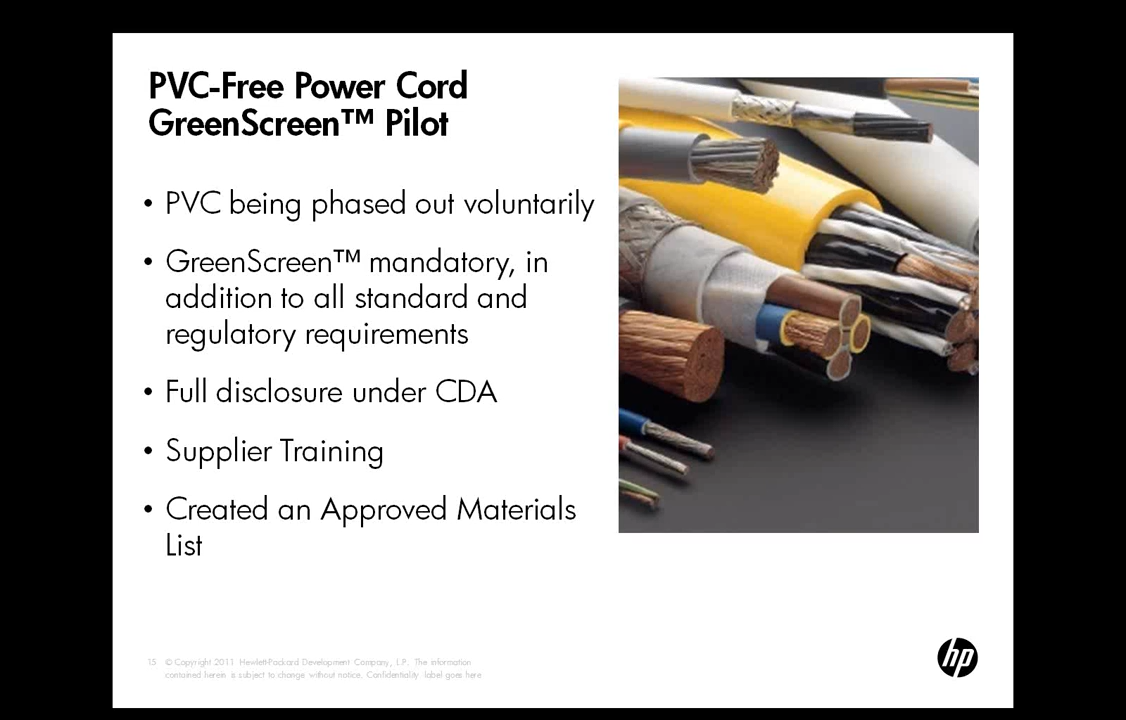 PVC-Free Power Cord
GreenScreen™ Pilot
• PVC being phased out voluntarily
• GreenScreen™ mandatory, in
addition to all standard and
regulatory requirements
• Full disclosure under CDA
• Supplier Training
• Created an Approved Materials
List
15 © Copyright 2011 Hewlett-Packard Development Company, L.P. The information
contained herein is subject to change without notice. Confidentiality label goes here
hp